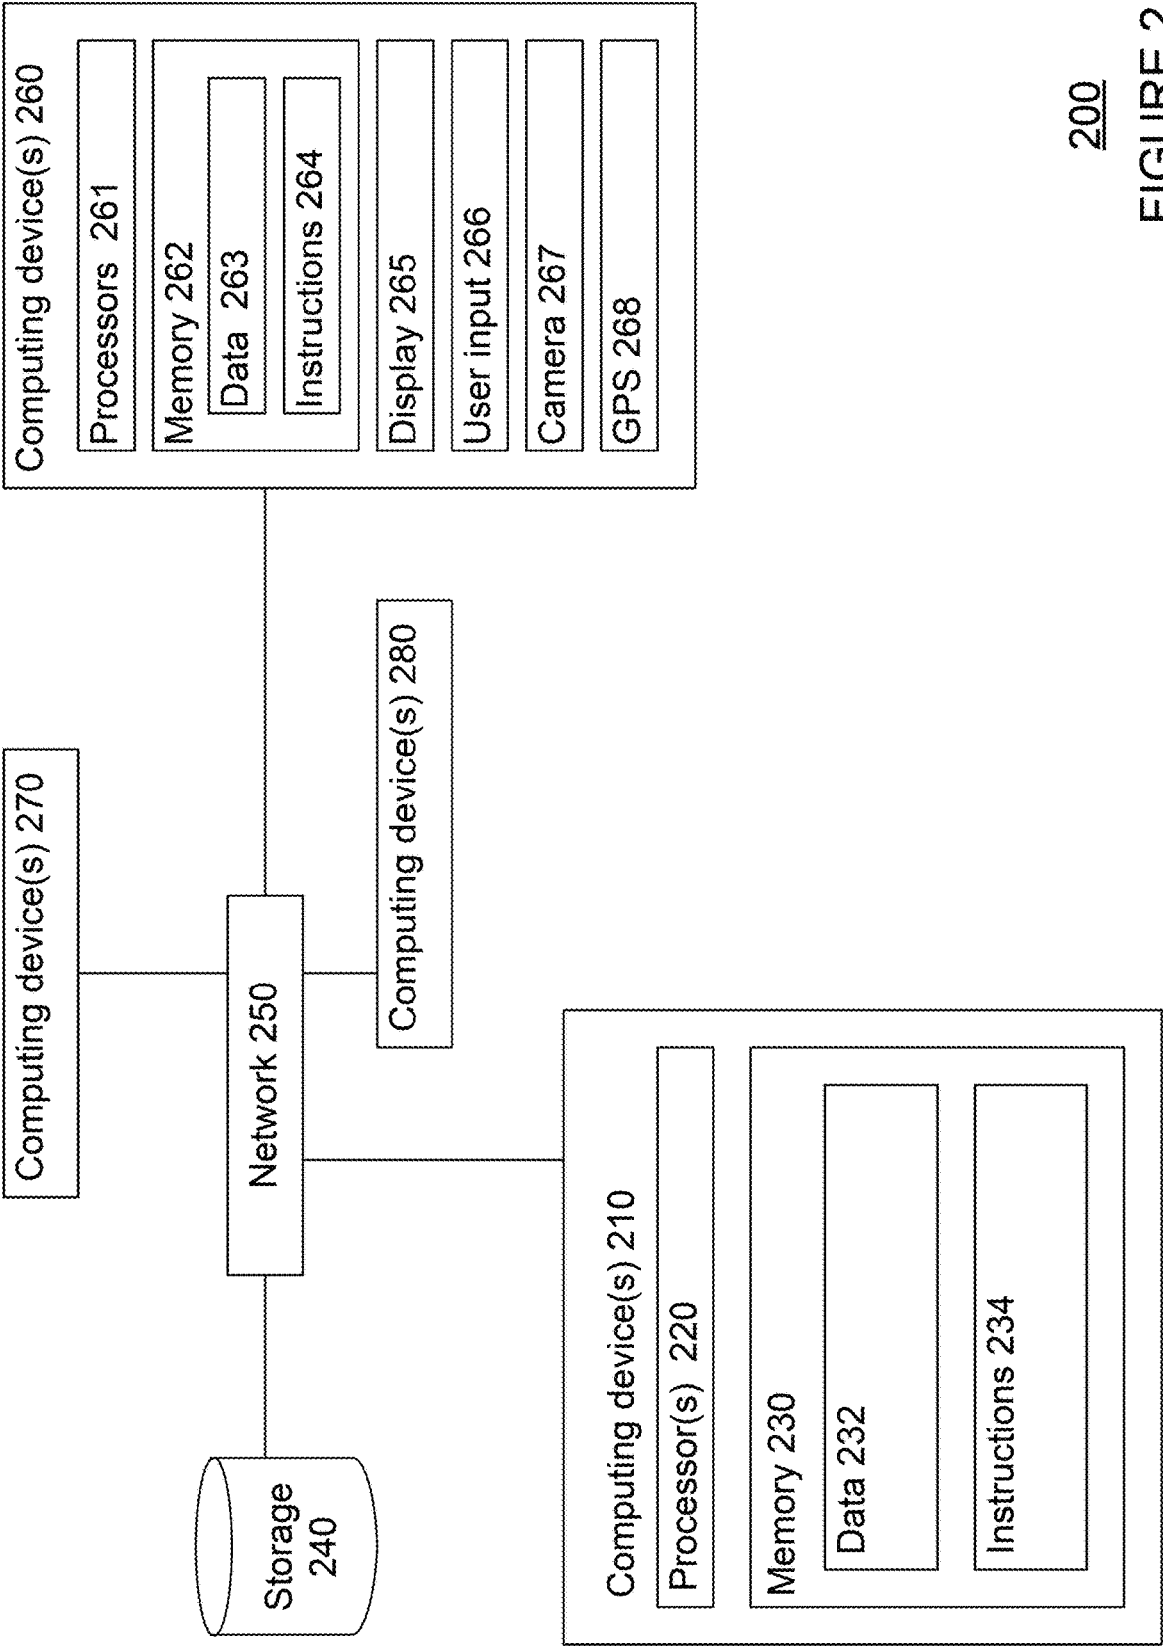 Computing device(s) 270
Computing device(s) 260
Processors 261
Memory 262
Data 263
Instructions 264
Display 265
User input 266
Camera 267
GPS 268
Storage
240
Network 250
Computing device(s) 280
Computing device(s) 210
Processor(s) 220
Memory 230
Data 232
Instructions 234
200
FIGURE 2